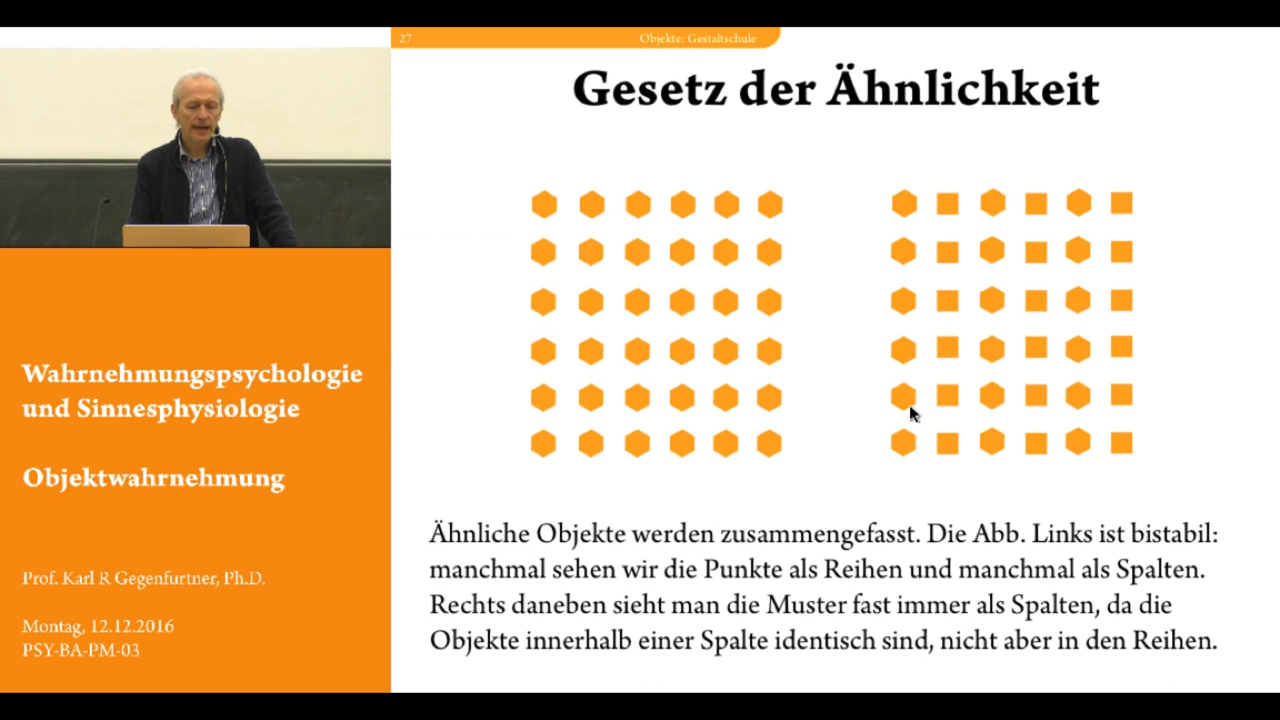 27
Objekte: Gestaltschule
Gesetz der Ähnlichkeit
Wahrnehmungspsychologie
und Sinnesphysiologie
Objektwahrnehmung
Prof. Karl R Gegenfurtner, Ph.D.
Montag, 12.12.2016
PSY-BA-PM-03
Ähnliche Objekte werden zusammengefasst. Die Abb. Links ist bistabil:
manchmal sehen wir die Punkte als Reihen und manchmal als Spalten.
Rechts daneben sieht man die Muster fast immer als Spalten, da die
Objekte innerhalb einer Spalte identisch sind, nicht aber in den Reihen.